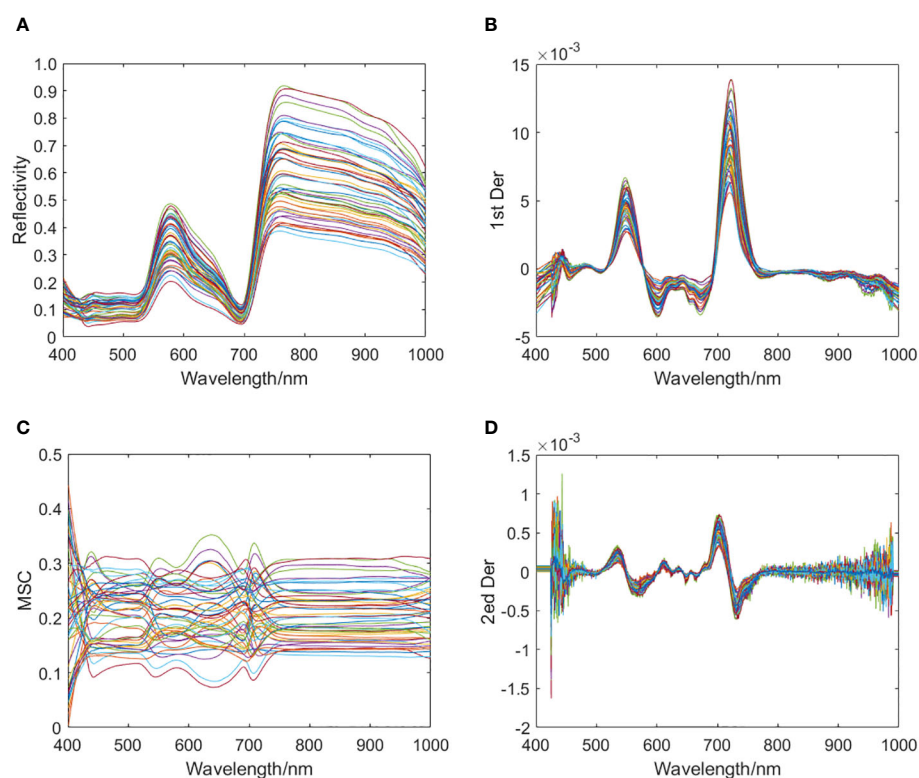 A
1.0
0.9
0.8
0.7
0.6
0.5
0.4
0.3
0.2
0.1
0
Reflectivity
400 500 600 700 800 900 1000
Wavelength/nm
B
×10-3
15
10
5
0
-5
1st Der
400 500 600 700 800 900 1000
Wavelength/nm
C
0.5
0.4
0.3
0.2
0.1
0
MSC
400 500 600 700 800 900 1000
Wavelength/nm
D
×10-3
1.5
1
0.5
0
-0.5
-1
-1.5
-2
2ed Der
400 500 600 700 800 900 1000
Wavelength/nm